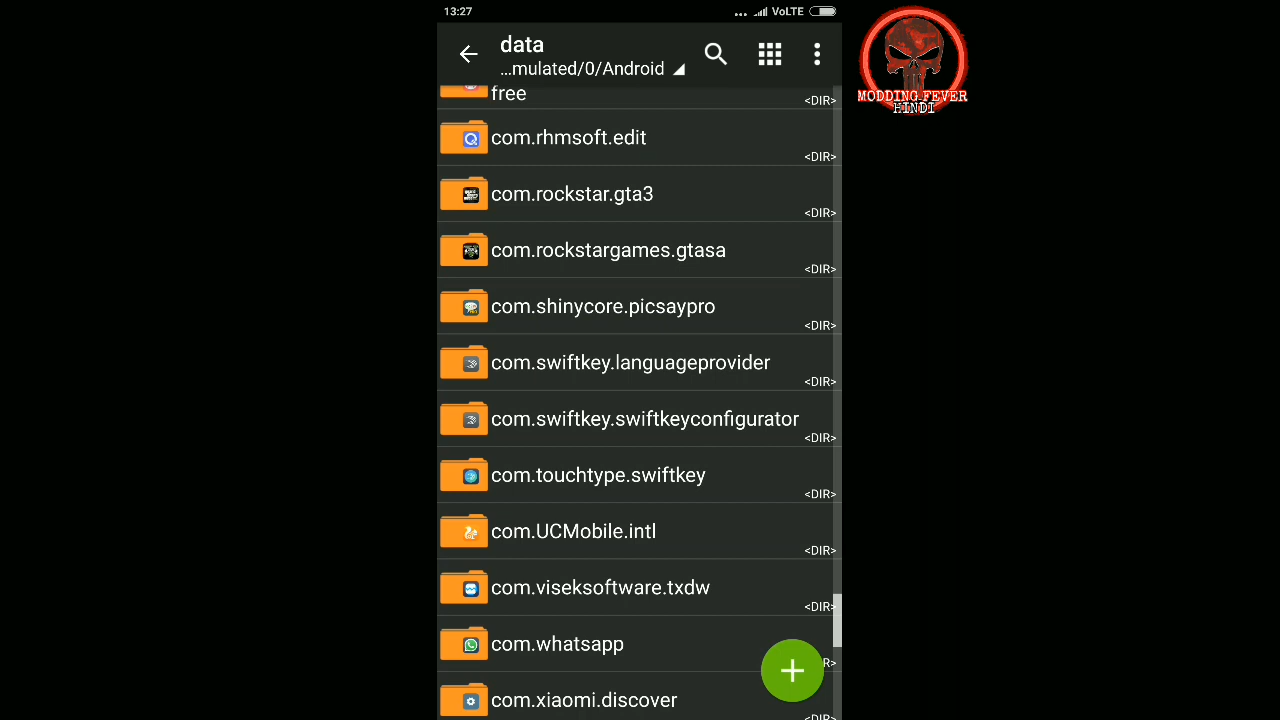 13:27
VoLTE
data
...mulated/0/Android
free
<DIR>
com.rhmsoft.edit
<DIR>
com.rockstar.gta3
<DIR>
com.rockstargames.gtasa
<DIR>
com.shinycore.picsaypro
<DIR>
com.swiftkey.languageprovider
<DIR>
com.swiftkey.swiftkeyconfigurator
<DIR>
com.touchtype.swiftkey
<DIR>
com.UCMobile.intl
<DIR>
com.viseksoftware.txdw
<DIR>
com.whatsapp
R>
com.xiaomi.discover
<DIR>
MODDING FEVER
HINDI